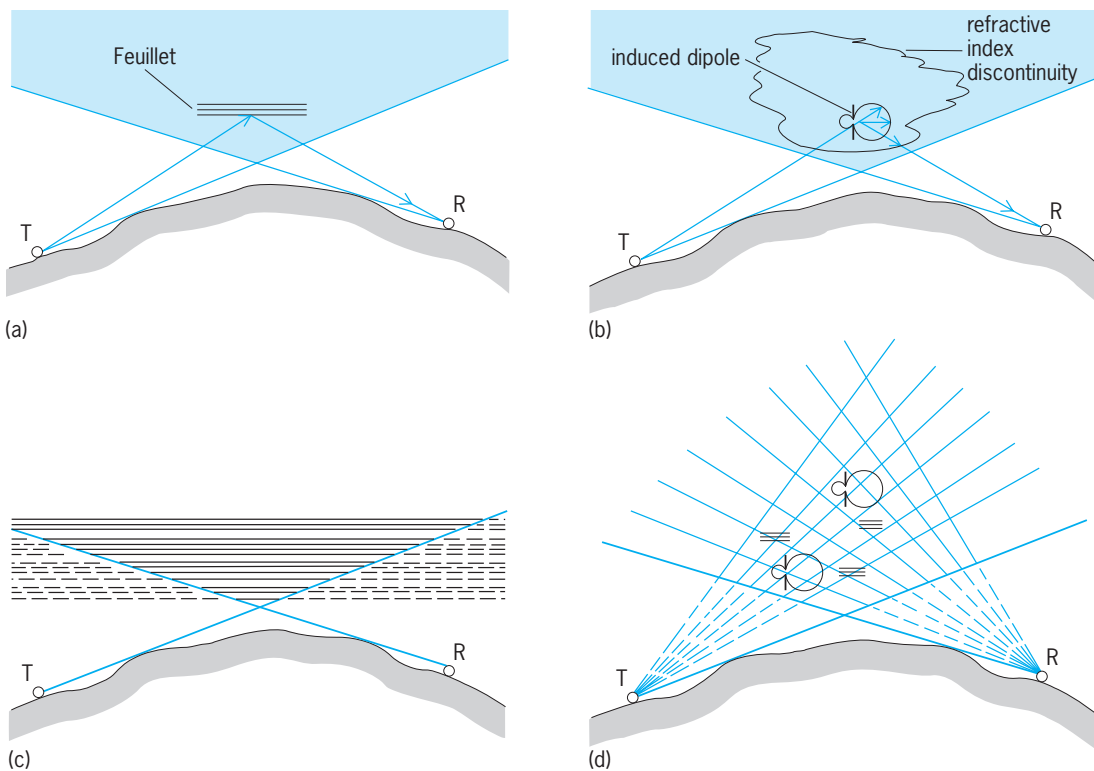 Feuillet
T
R
(a)
induced dipole
refractive
index
discontinuity
T
R
(b)
T
R
(c)
T
R
(d)